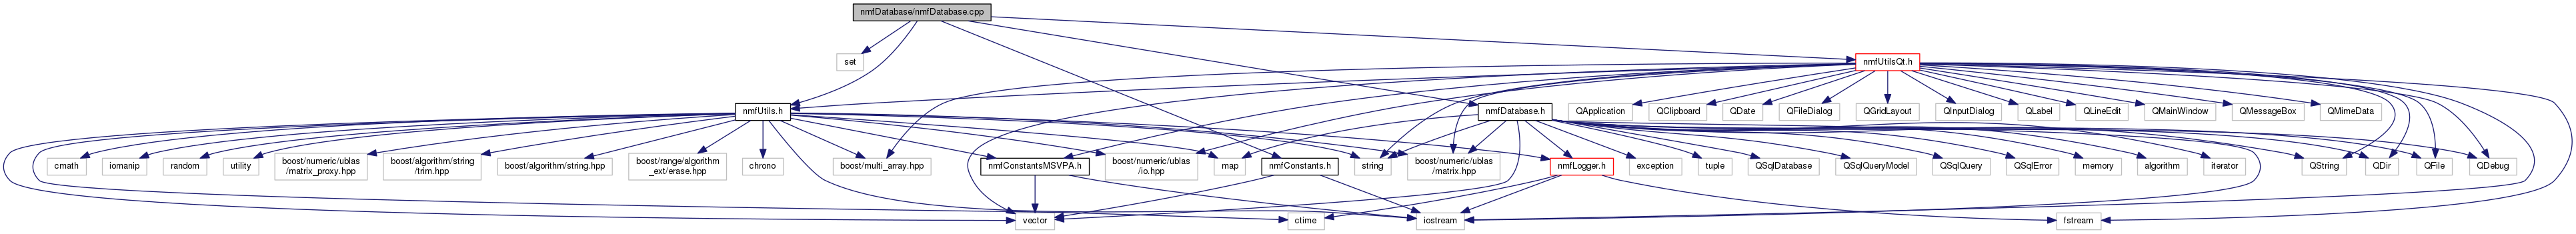 nmfDatabase/nmfDatabase.cpp
set
nmfUtilsQt.h
nmfUtils.h
nmfDatabase.h
QApplication
QClipboard
QDate
QFileDialog
QGridLayout
QInputDialog
QLabel
QLineEdit
QMainWindow
QMessageBox
QMimeData
cmath
iomanip
random
utility
boost/numeric/ublas
/matrix_proxy.hpp
boost/algorithm/string
/trim.hpp
boost/algorithm/string.hpp
boost/range/algorithm
_ext/erase.hpp
chrono
boost/multi_array.hpp
nmfConstantsMSVPA.h
boost/numeric/ublas
/io.hpp
map
nmfConstants.h
string
boost/numeric/ublas
/matrix.hpp
nmfLogger.h
exception
tuple
QSqlDatabase
QSqlQueryModel
QSqlQuery
QSqlError
memory
algorithm
iterator
QString
QDir
QFile
QDebug
vector
ctime
iostream
fstream